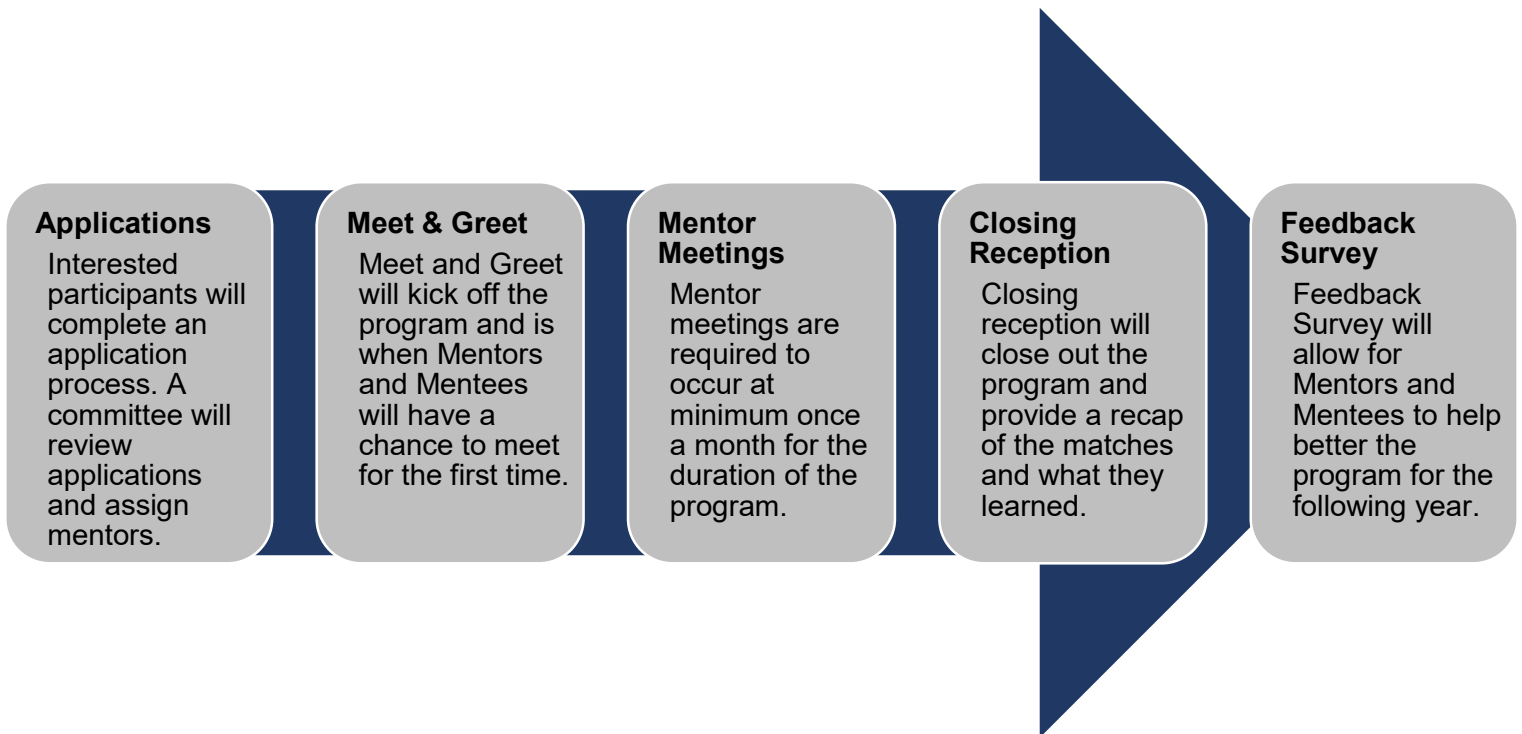 Applications
Interested
participants will
complete an
application
process. A
committee will
review
applications
and assign
mentors.
Meet & Greet
Meet and Greet
will kick off the
program and is
when Mentors
and Mentees
will have a
chance to meet
for the first time.
Mentor
Meetings
Mentor
meetings are
required to
occur at
minimum once
a month for the
duration of the
program.
Closing
Reception
Closing
reception will
close out the
program and
provide a recap
of the matches
and what they
learned.
Feedback
Survey
Feedback
Survey will
allow for
Mentors and
Mentees to help
better the
program for the
following year.